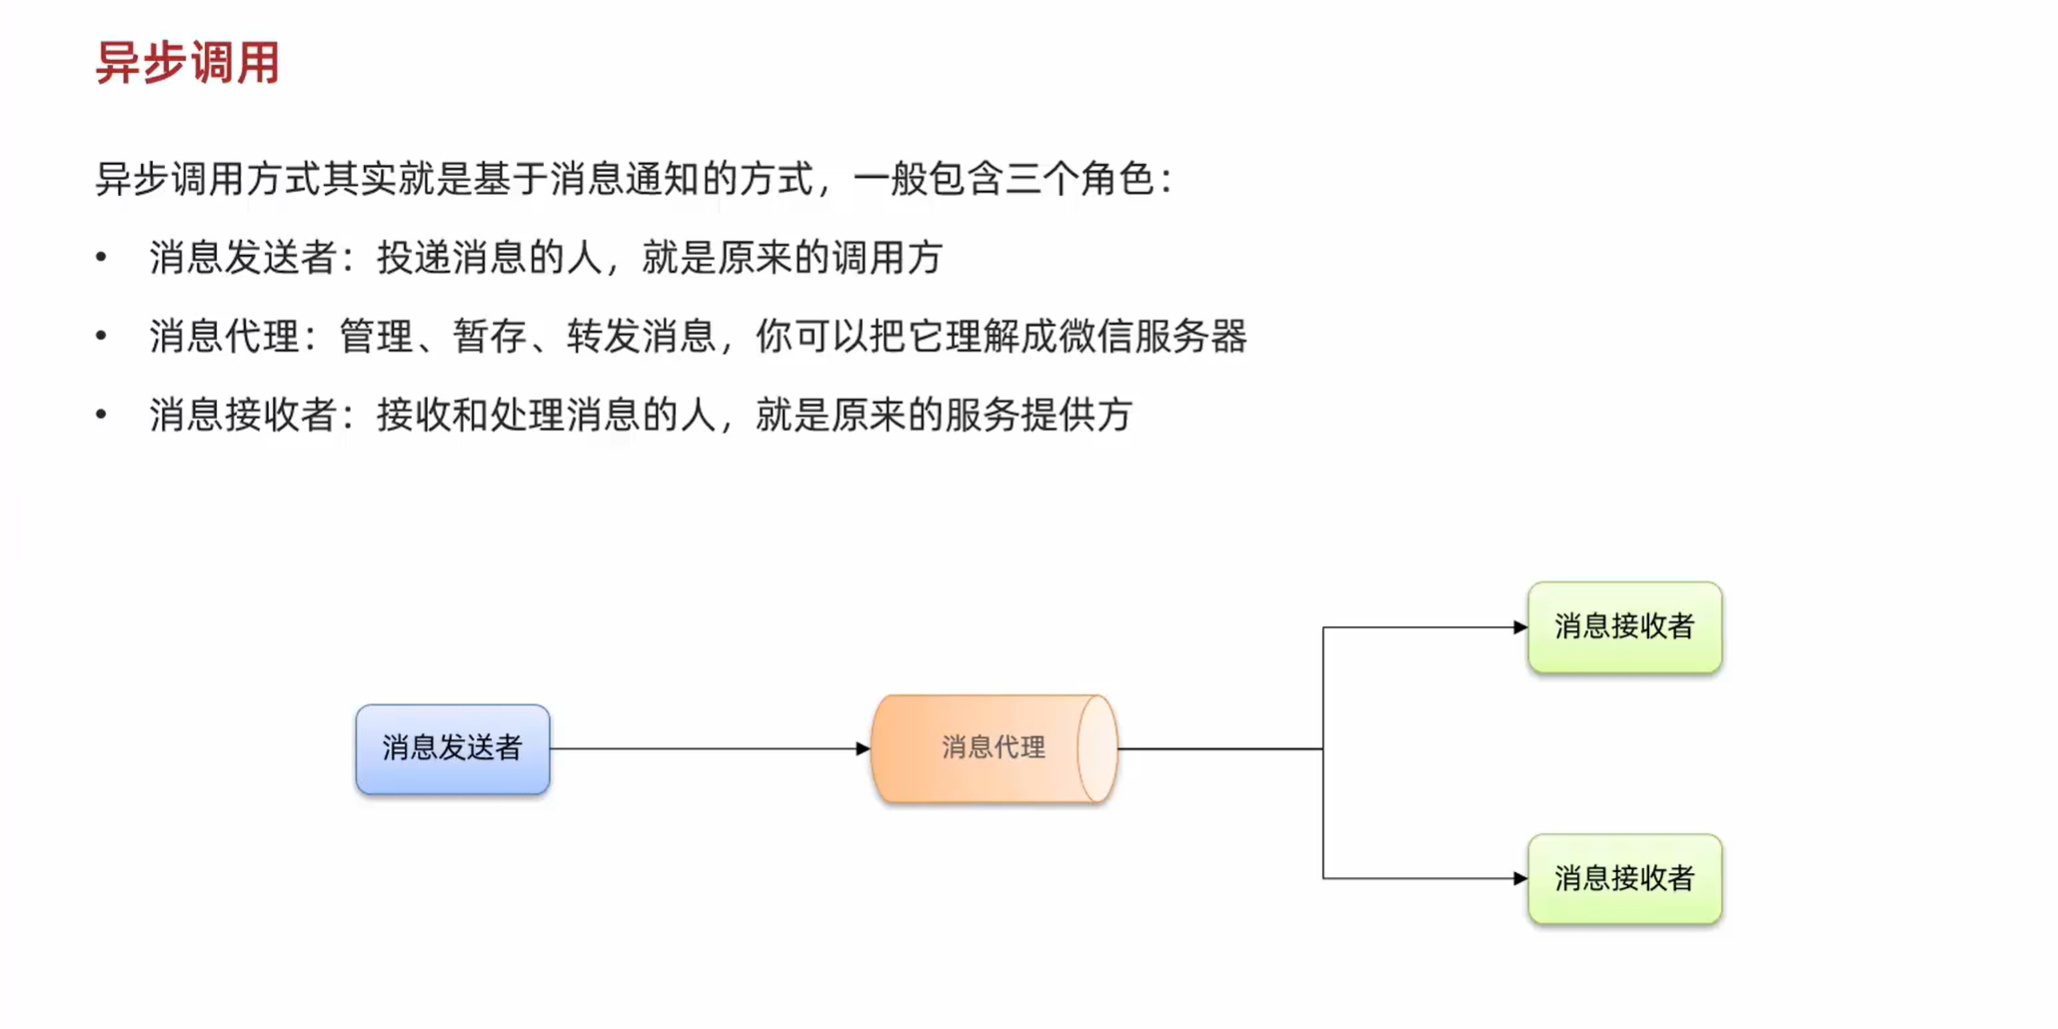 异步调用
异步调用方式其实就是基于消息通知的方式，一般包含三个角色：
• 消息发送者：投递消息的人，就是原来的调用方
• 消息代理：管理、暂存、转发消息，你可以把它理解成微信服务器
• 消息接收者：接收和处理消息的人，就是原来的服务提供方
消息接收者
消息发送者
消息代理
消息接收者